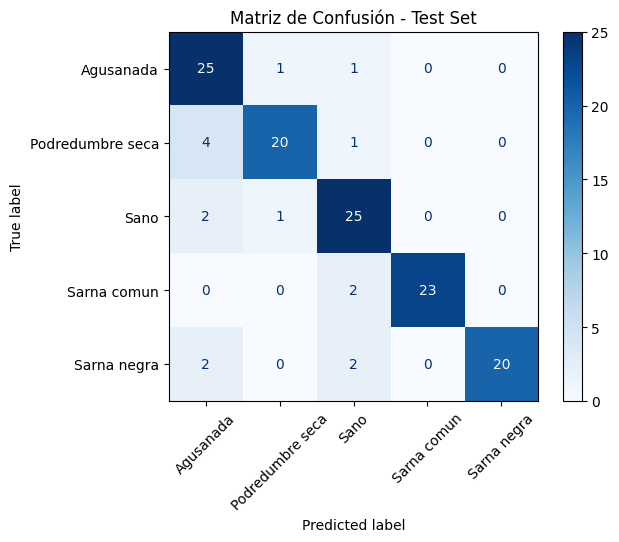 Matriz de Confusión - Test Set
True label
Agusanada 25 1 1 0 0
Podredumbre seca 4 20 1 0 0
Sano 2 1 25 0 0
Sarna comun 0 0 2 23 0
Sarna negra 2 0 2 0 20
Agusanada Podredumbre seca Sano Sarna comun Sarna negra
Predicted label
25
20
15
10
5
0